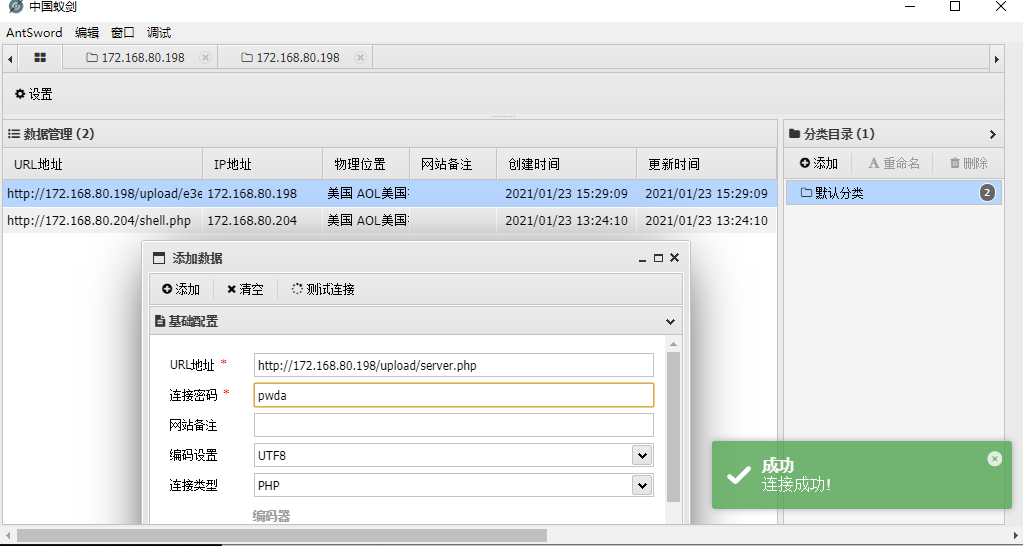 中国蚁剑
AntSword 编辑 窗口 调试
172.168.80.198 172.168.80.198
设置
数据管理 (2)
URL地址 IP地址 物理位置 网站备注 创建时间 更新时间
http://172.168.80.198/upload/e3e 172.168.80.198 美国 AOL美国 2021/01/23 15:29:09 2021/01/23 15:29:09
http://172.168.80.204/shell.php 172.168.80.204 美国 AOL美国 2021/01/23 13:24:10 2021/01/23 13:24:10
分类目录 (1)
添加 A 重命名 删除
默认分类 2
添加数据
添加 清空 测试连接
基础配置
URL地址 * http://172.168.80.198/upload/server.php
连接密码 * pwda
网站备注
编码设置 UTF8
连接类型 PHP
编码器
成功
连接成功!